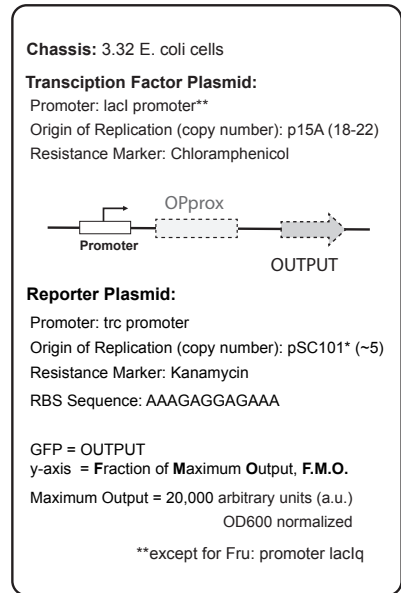 Chassis: 3.32 E. coli cells
Transciption Factor Plasmid:
Promoter: lacI promoter**
Origin of Replication (copy number): p15A (18-22)
Resistance Marker: Chloramphenicol
OPprox
Promoter
OUTPUT
Reporter Plasmid:
Promoter: trc promoter
Origin of Replication (copy number): pSC101* (~5)
Resistance Marker: Kanamycin
RBS Sequence: AAAGAGGAGAAA
GFP = OUTPUT
y-axis = Fraction of Maximum Output, F.M.O.
Maximum Output = 20,000 arbitrary units (a.u.)
OD600 normalized
**except for Fru: promoter lacIq